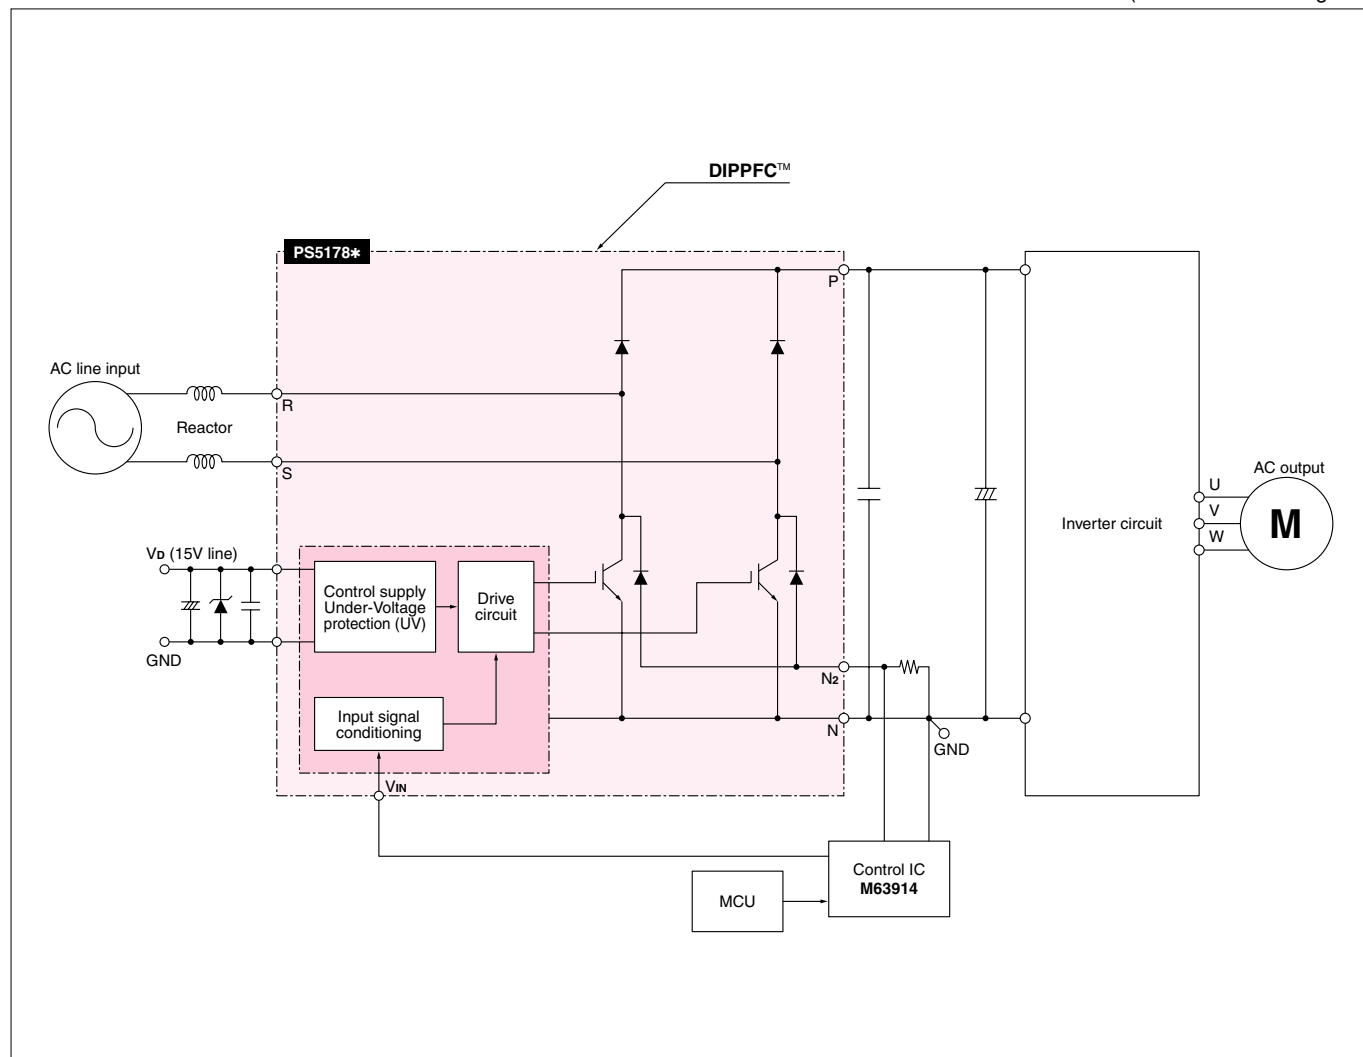 DIPPFC™
PS5178*
P
AC line input
R
Reactor
S
AC output
U
V
W
M
Inverter circuit
VD (15V line)
GND
Control supply
Under-Voltage
protection (UV)
Drive
circuit
N2
Input signal
conditioning
N
GND
VIN
Control IC
M63914
MCU